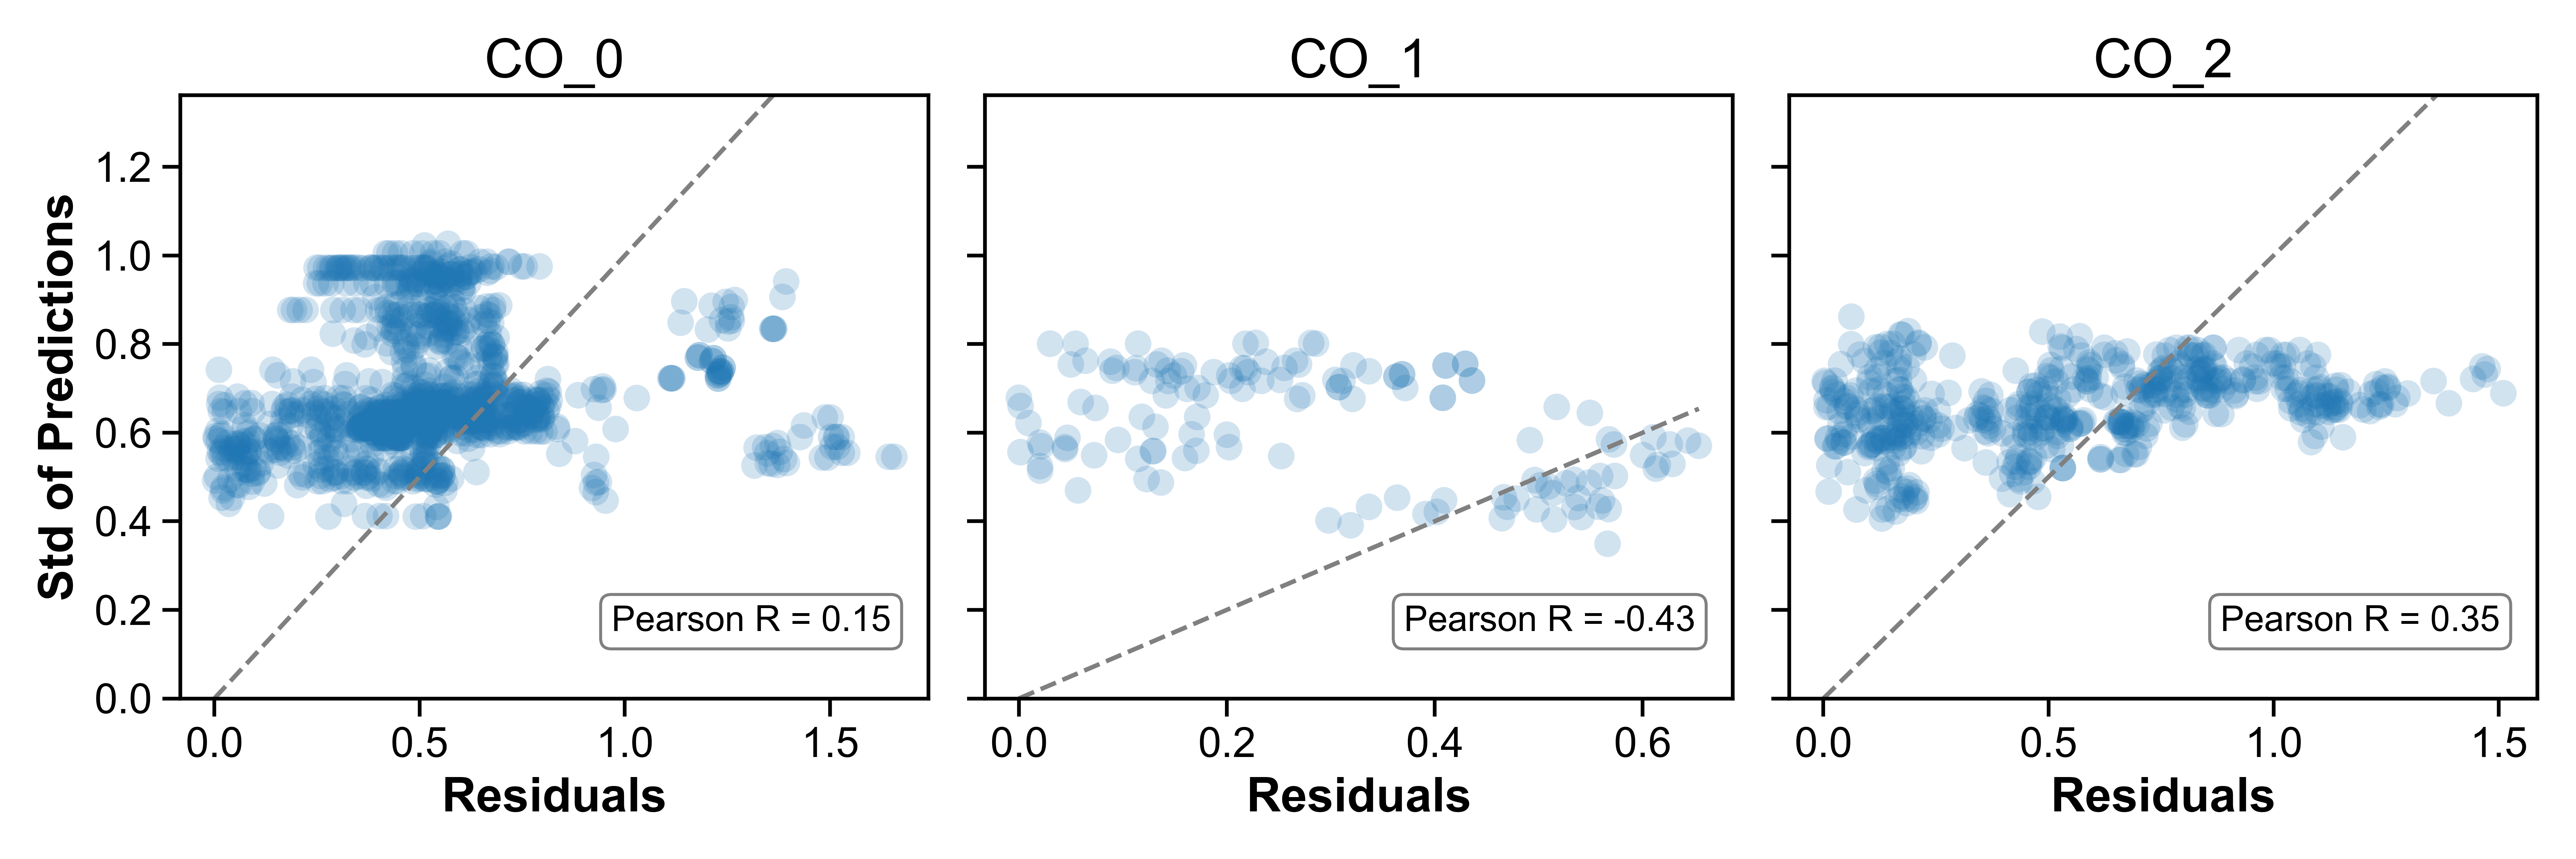 CO_0
CO_1
CO_2
Std of Predictions
1.2
1.0
0.8
0.6
0.4
0.2
0.0
Pearson R = 0.15
Pearson R = -0.43
Pearson R = 0.35
0.0 0.5 1.0 1.5
0.0 0.2 0.4 0.6
0.0 0.5 1.0 1.5
Residuals
Residuals
Residuals